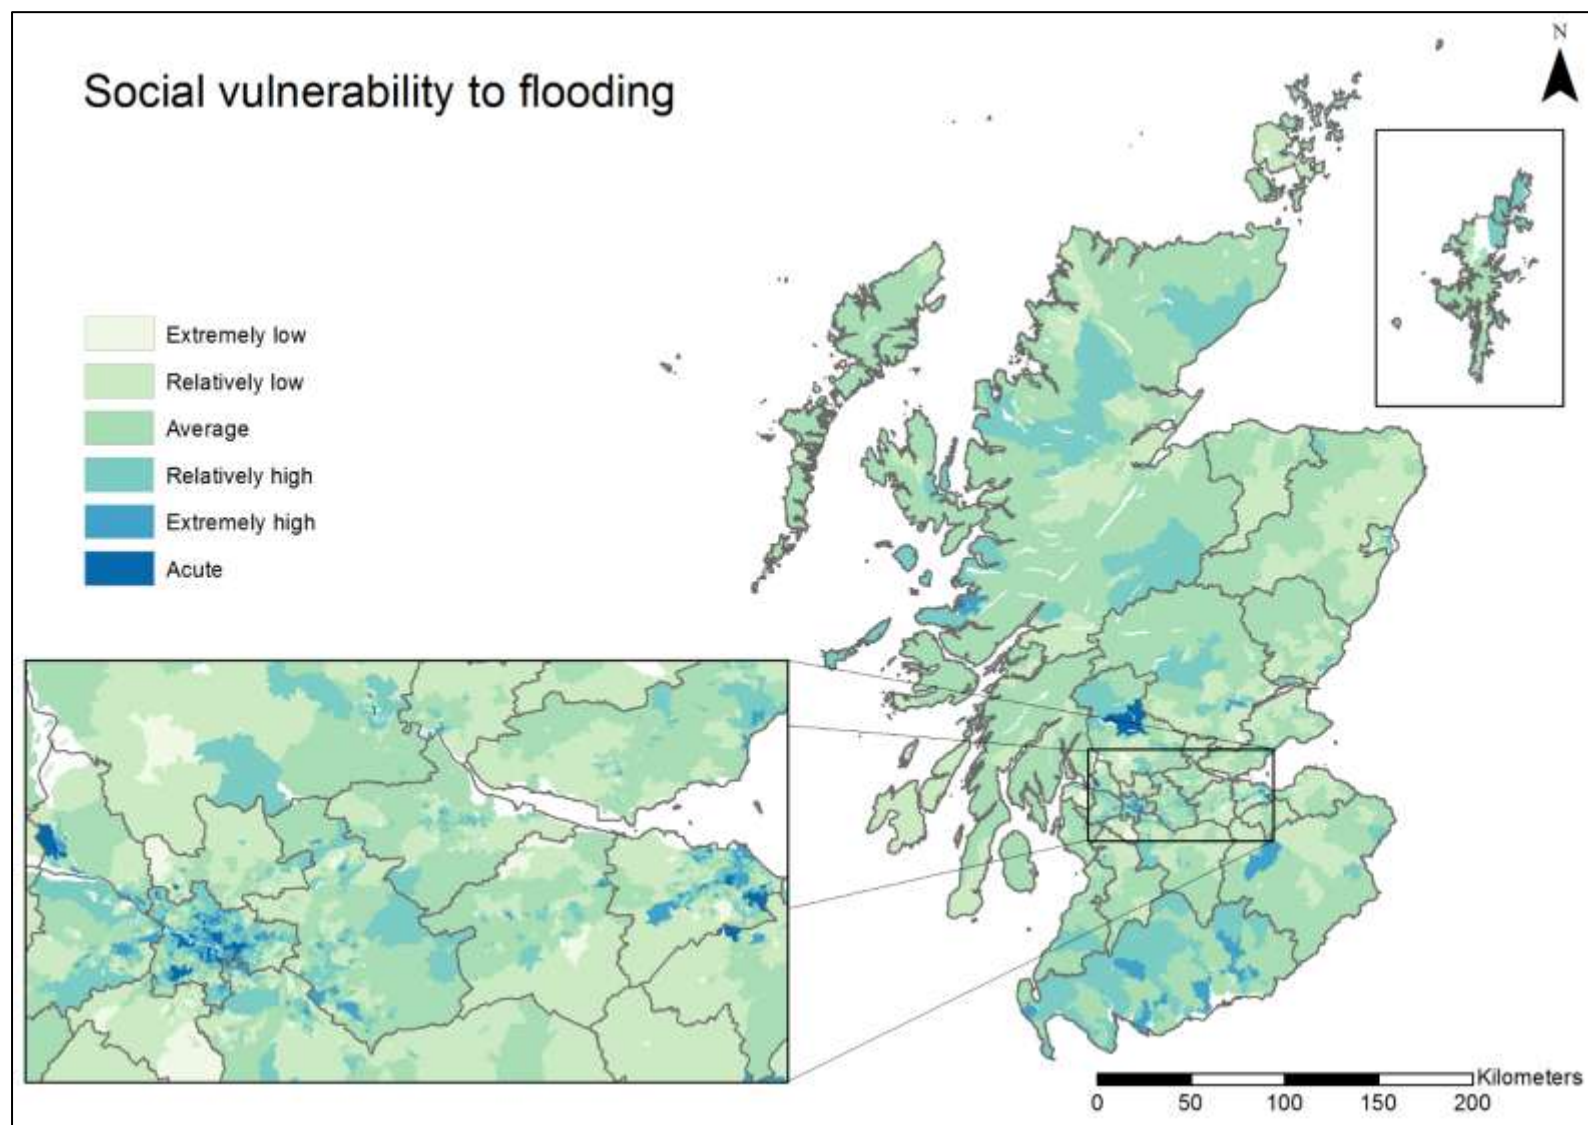 Social vulnerability to flooding
N
Extremely low
Relatively low
Average
Relatively high
Extremely high
Acute
Kilometers
0 50 100 150 200